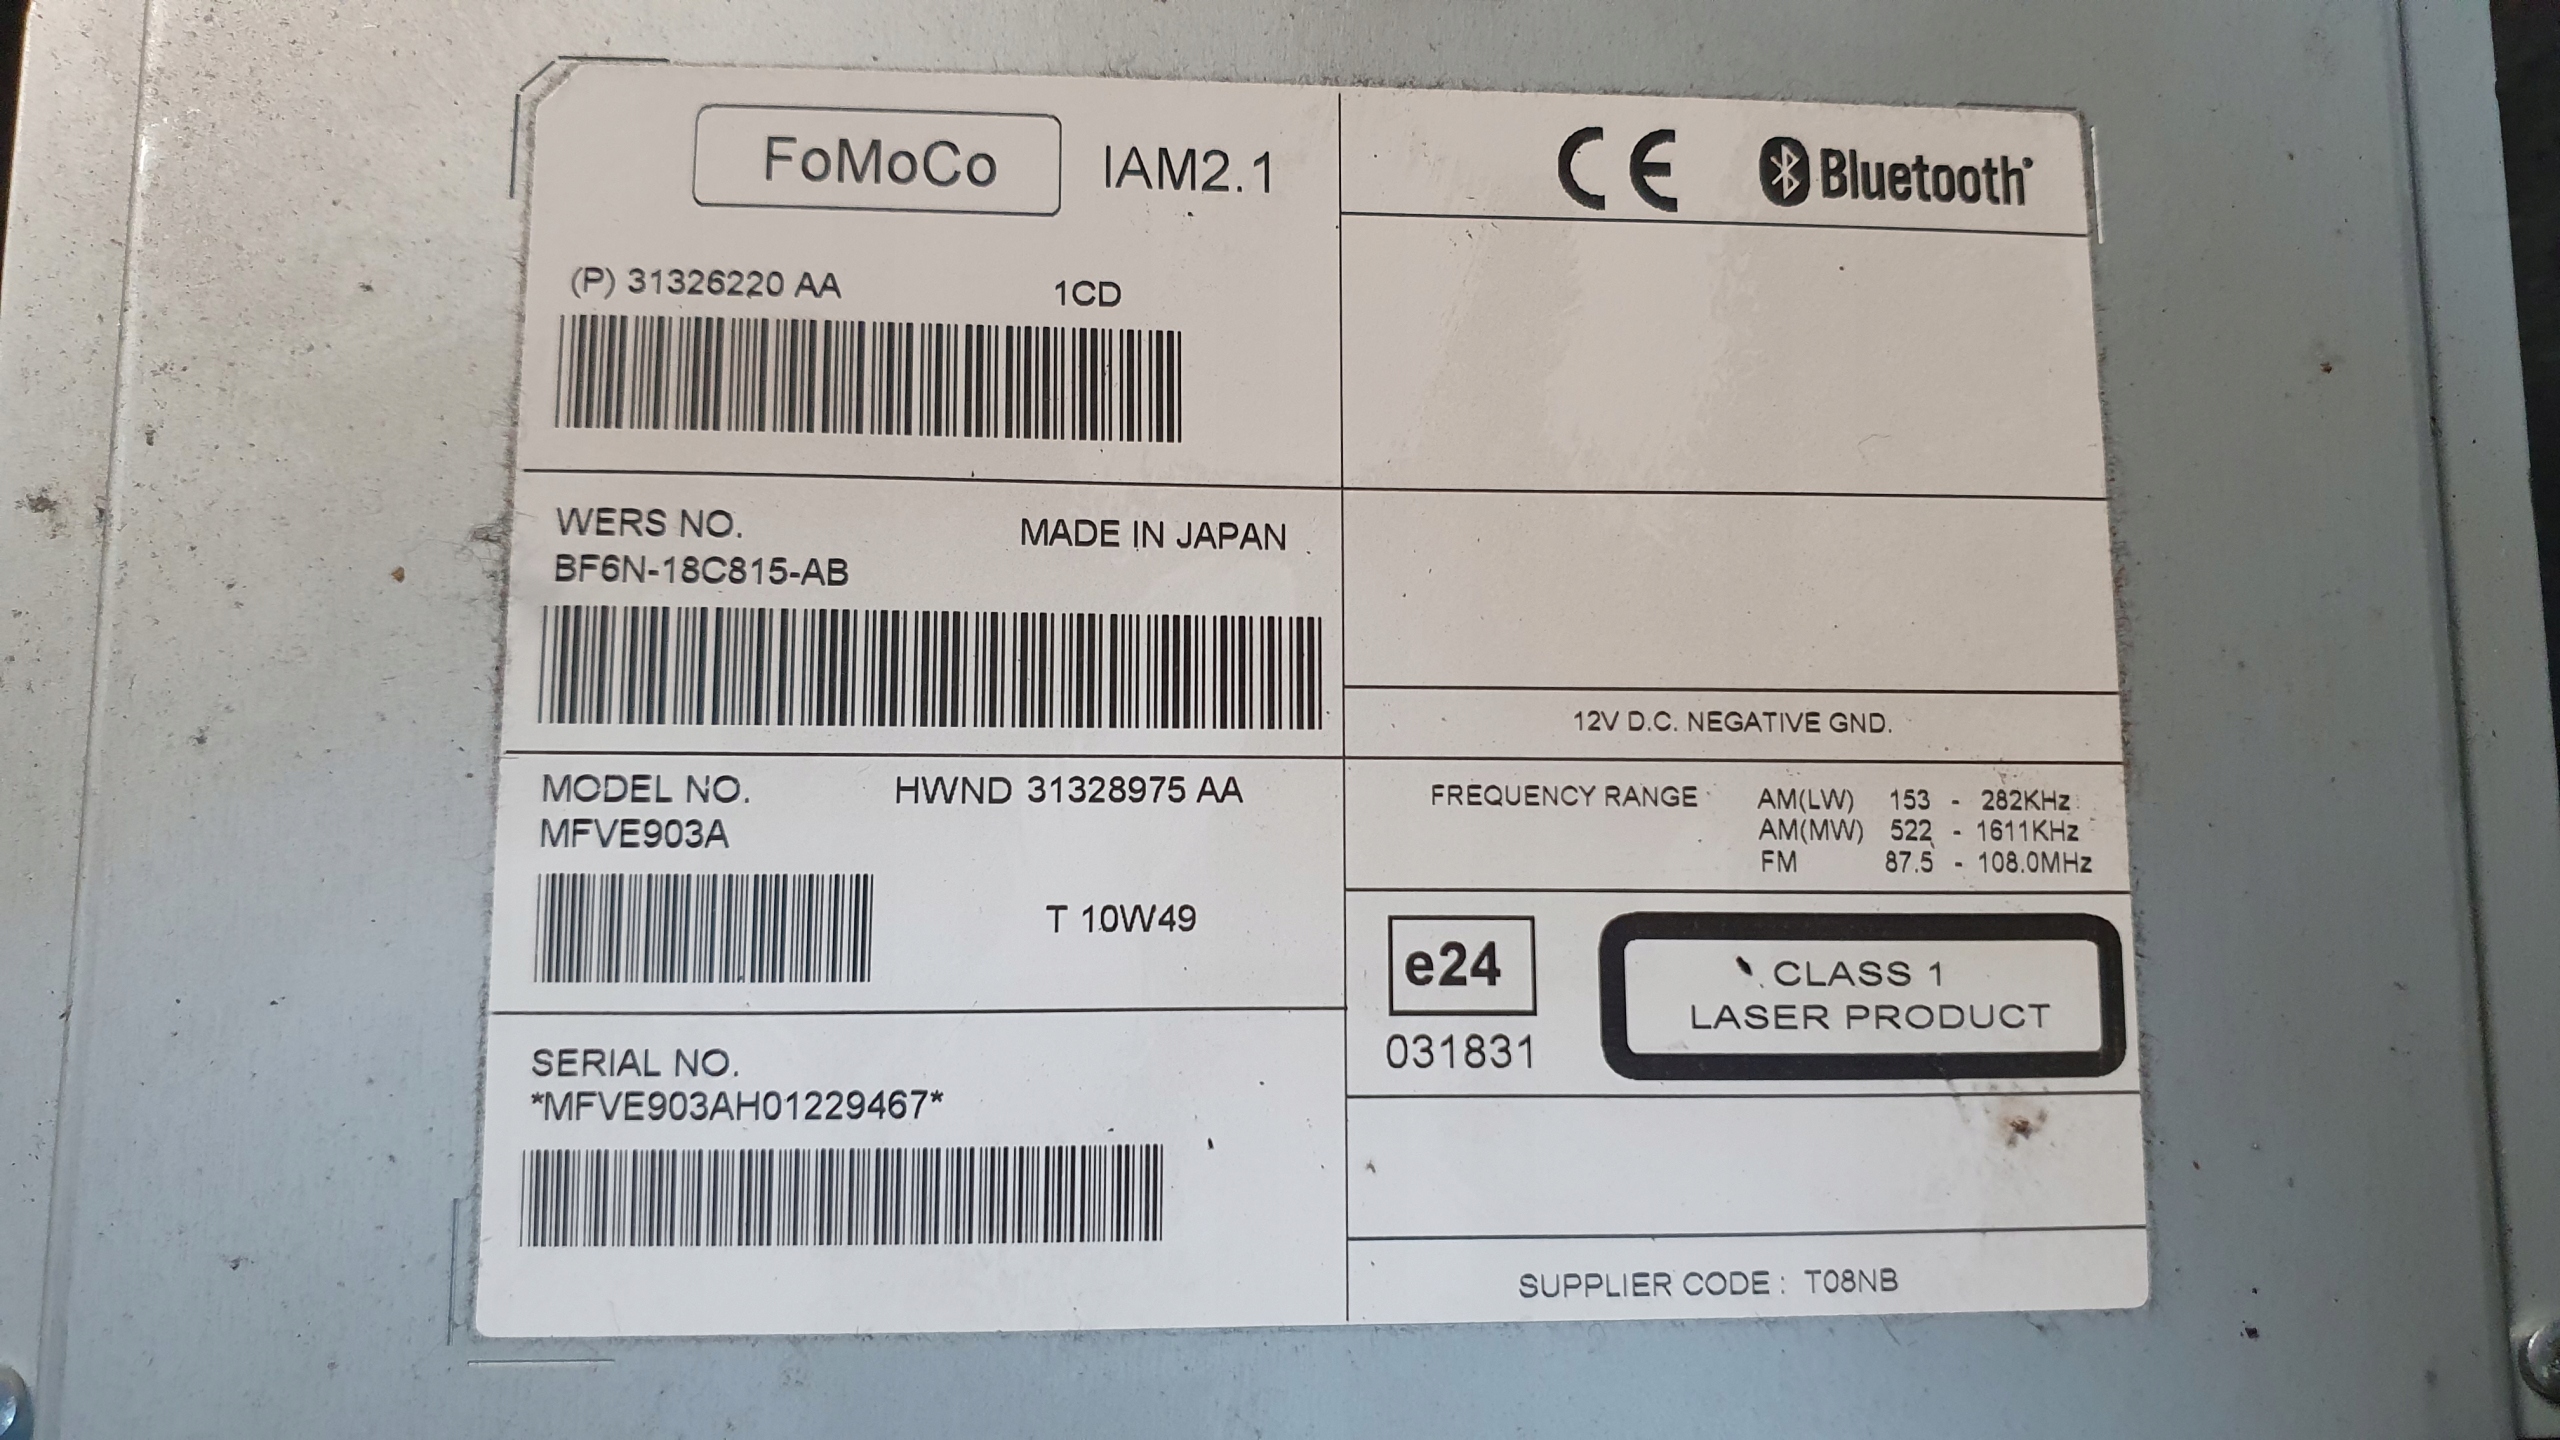 FoMoCo IAM2.1
(P) 31326220 AA 1CD
WERS NO. MADE IN JAPAN
BF6N-18C815-AB
MODEL NO. HWND 31328975 AA
MFVE903A
T 10W49
SERIAL NO.
*MFVE903AH01229467*
CE Bluetooth
12V D.C. NEGATIVE GND.
FREQUENCY RANGE AM(LW) 153 - 282KHz
AM(MW) 522 - 1611KHz
FM 87.5 - 108.0MHz
e24
031831
CLASS 1
LASER PRODUCT
SUPPLIER CODE : T08NB